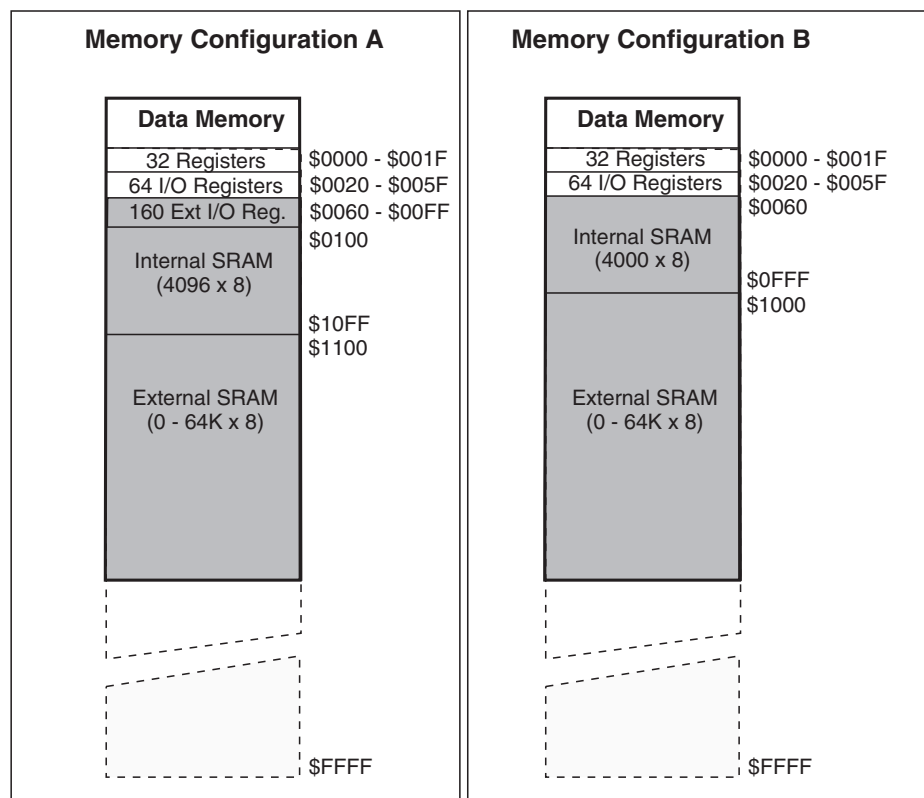 Memory Configuration A
Data Memory
32 Registers
$0000 - $001F
64 I/O Registers
$0020 - $005F
160 Ext I/O Reg.
$0060 - $00FF
$0100
Internal SRAM
(4096 x 8)
$10FF
$1100
External SRAM
(0 - 64K x 8)
$FFFF
Memory Configuration B
Data Memory
32 Registers
$0000 - $001F
64 I/O Registers
$0020 - $005F
$0060
Internal SRAM
(4000 x 8)
$0FFF
$1000
External SRAM
(0 - 64K x 8)
$FFFF